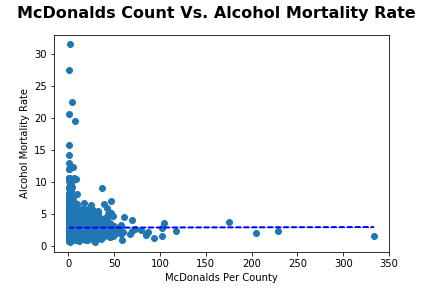 McDonalds Count Vs. Alcohol Mortality Rate
30
25
20
15
10
5
0
Alcohol Mortality Rate
0 50 100 150 200 250 300 350
McDonalds Per County